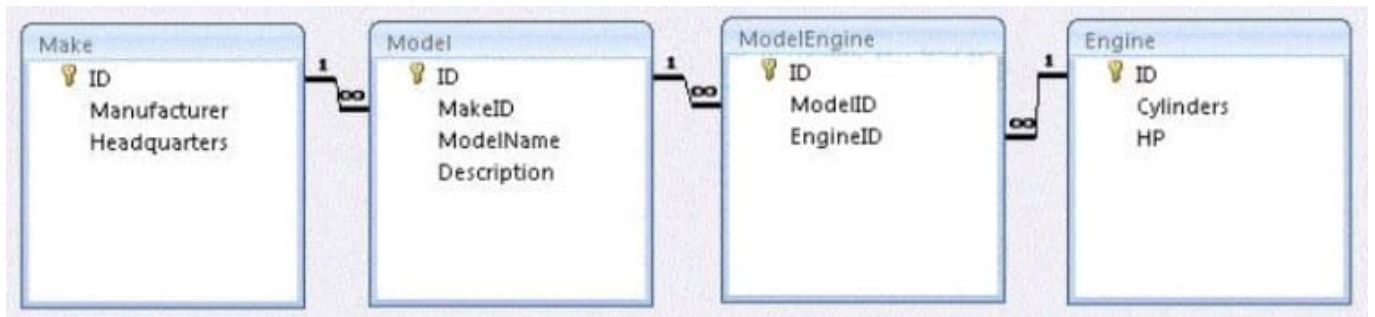 Make
ID
Manufacturer
Headquarters
1
∞
Model
ID
MakeID
ModelName
Description
1
∞
ModelEngine
ID
ModelID
EngineID
1
∞
Engine
ID
Cylinders
HP